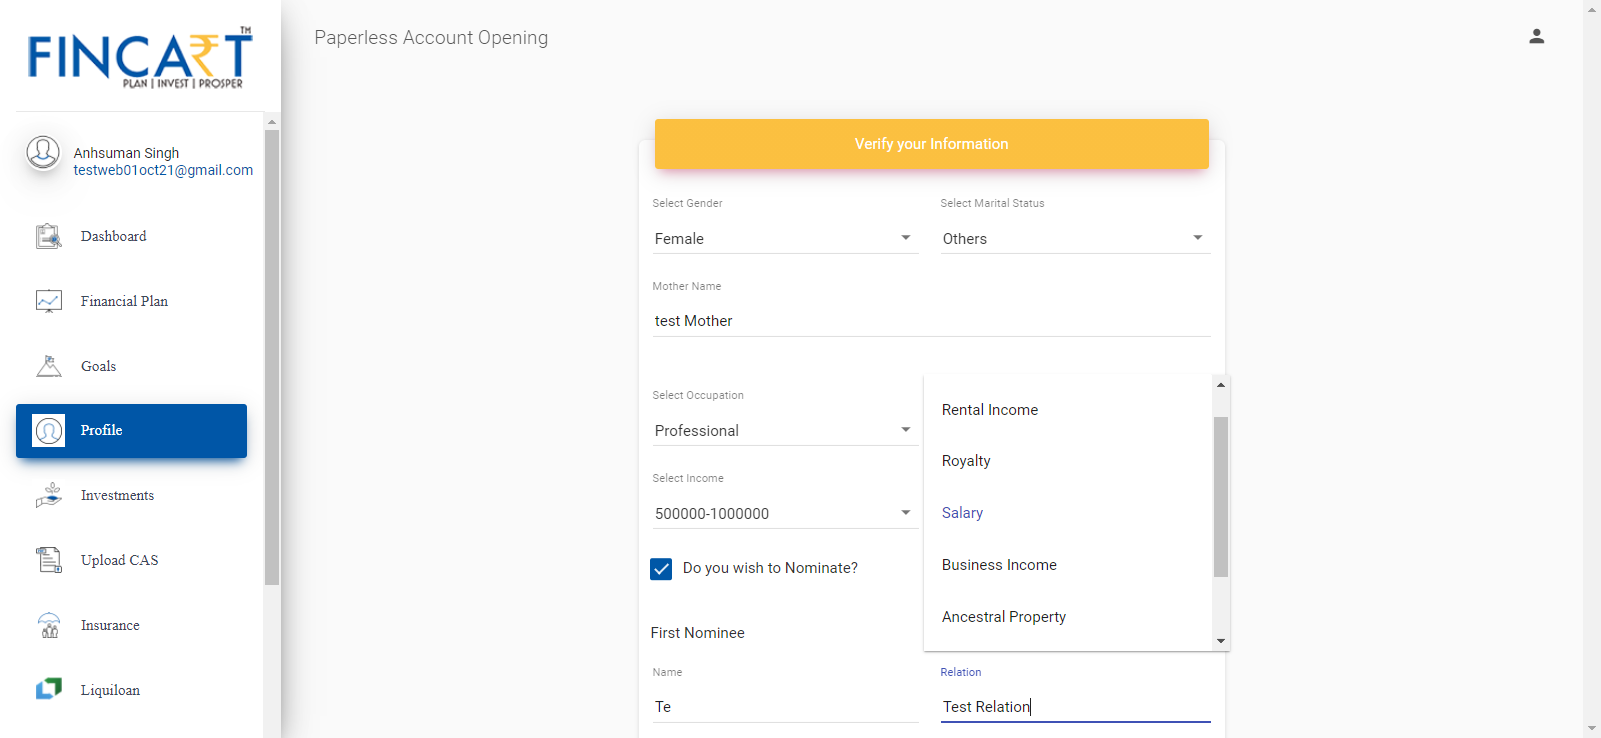 FINCART TM
PLAN | INVEST | PROSPER
Paperless Account Opening
Anhsuman Singh
testweb01oct21@gmail.com
Dashboard
Financial Plan
Goals
Profile
Investments
Upload CAS
Insurance
Liquiloan
Verify your Information
Select Gender
Select Marital Status
Female
Others
Mother Name
test Mother
Select Occupation
Professional
Select Income
500000-1000000
Rental Income
Royalty
Salary
Business Income
Ancestral Property
Do you wish to Nominate?
First Nominee
Name
Relation
Te
Test Relation